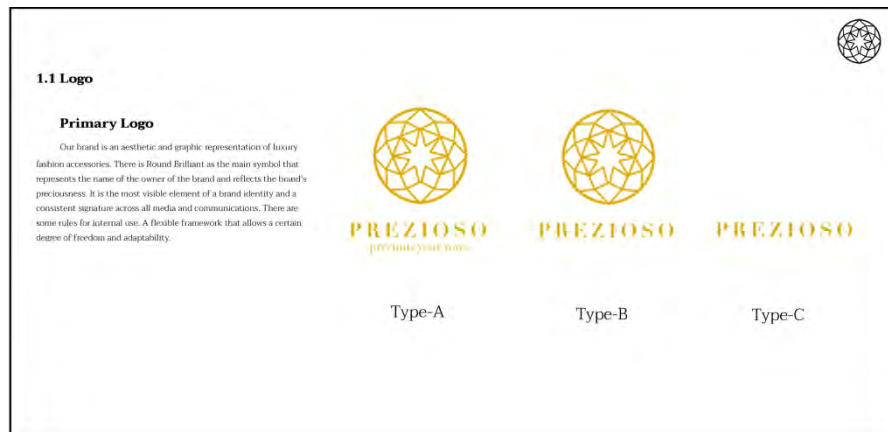 1.1 Logo
Primary Logo
Our brand is an aesthetic and graphic representation of luxury
fashion accessories. There is Round Brilliant as the main symbol that
represents the name of the owner of the brand and reflects the brand's
preciousness. It is the most visible element of a brand identity and a
consistent signature across all media and communications. There are
some rules for internal use. A flexible framework that allows a certain
degree of freedom and adaptability.
PREZIOSO
PREZIOSO
PREZIOSO
Type-A
Type-B
Type-C